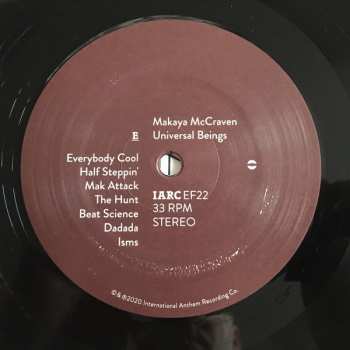 Makaya McCraven
Universal Beings
E
Everybody Cool
Half Steppin'
Mak Attack
The Hunt
Beat Science
Dadada
Isms
IARC EF22
33 RPM
STEREO
© & ℗ 2020 International Anthem Recording Co.